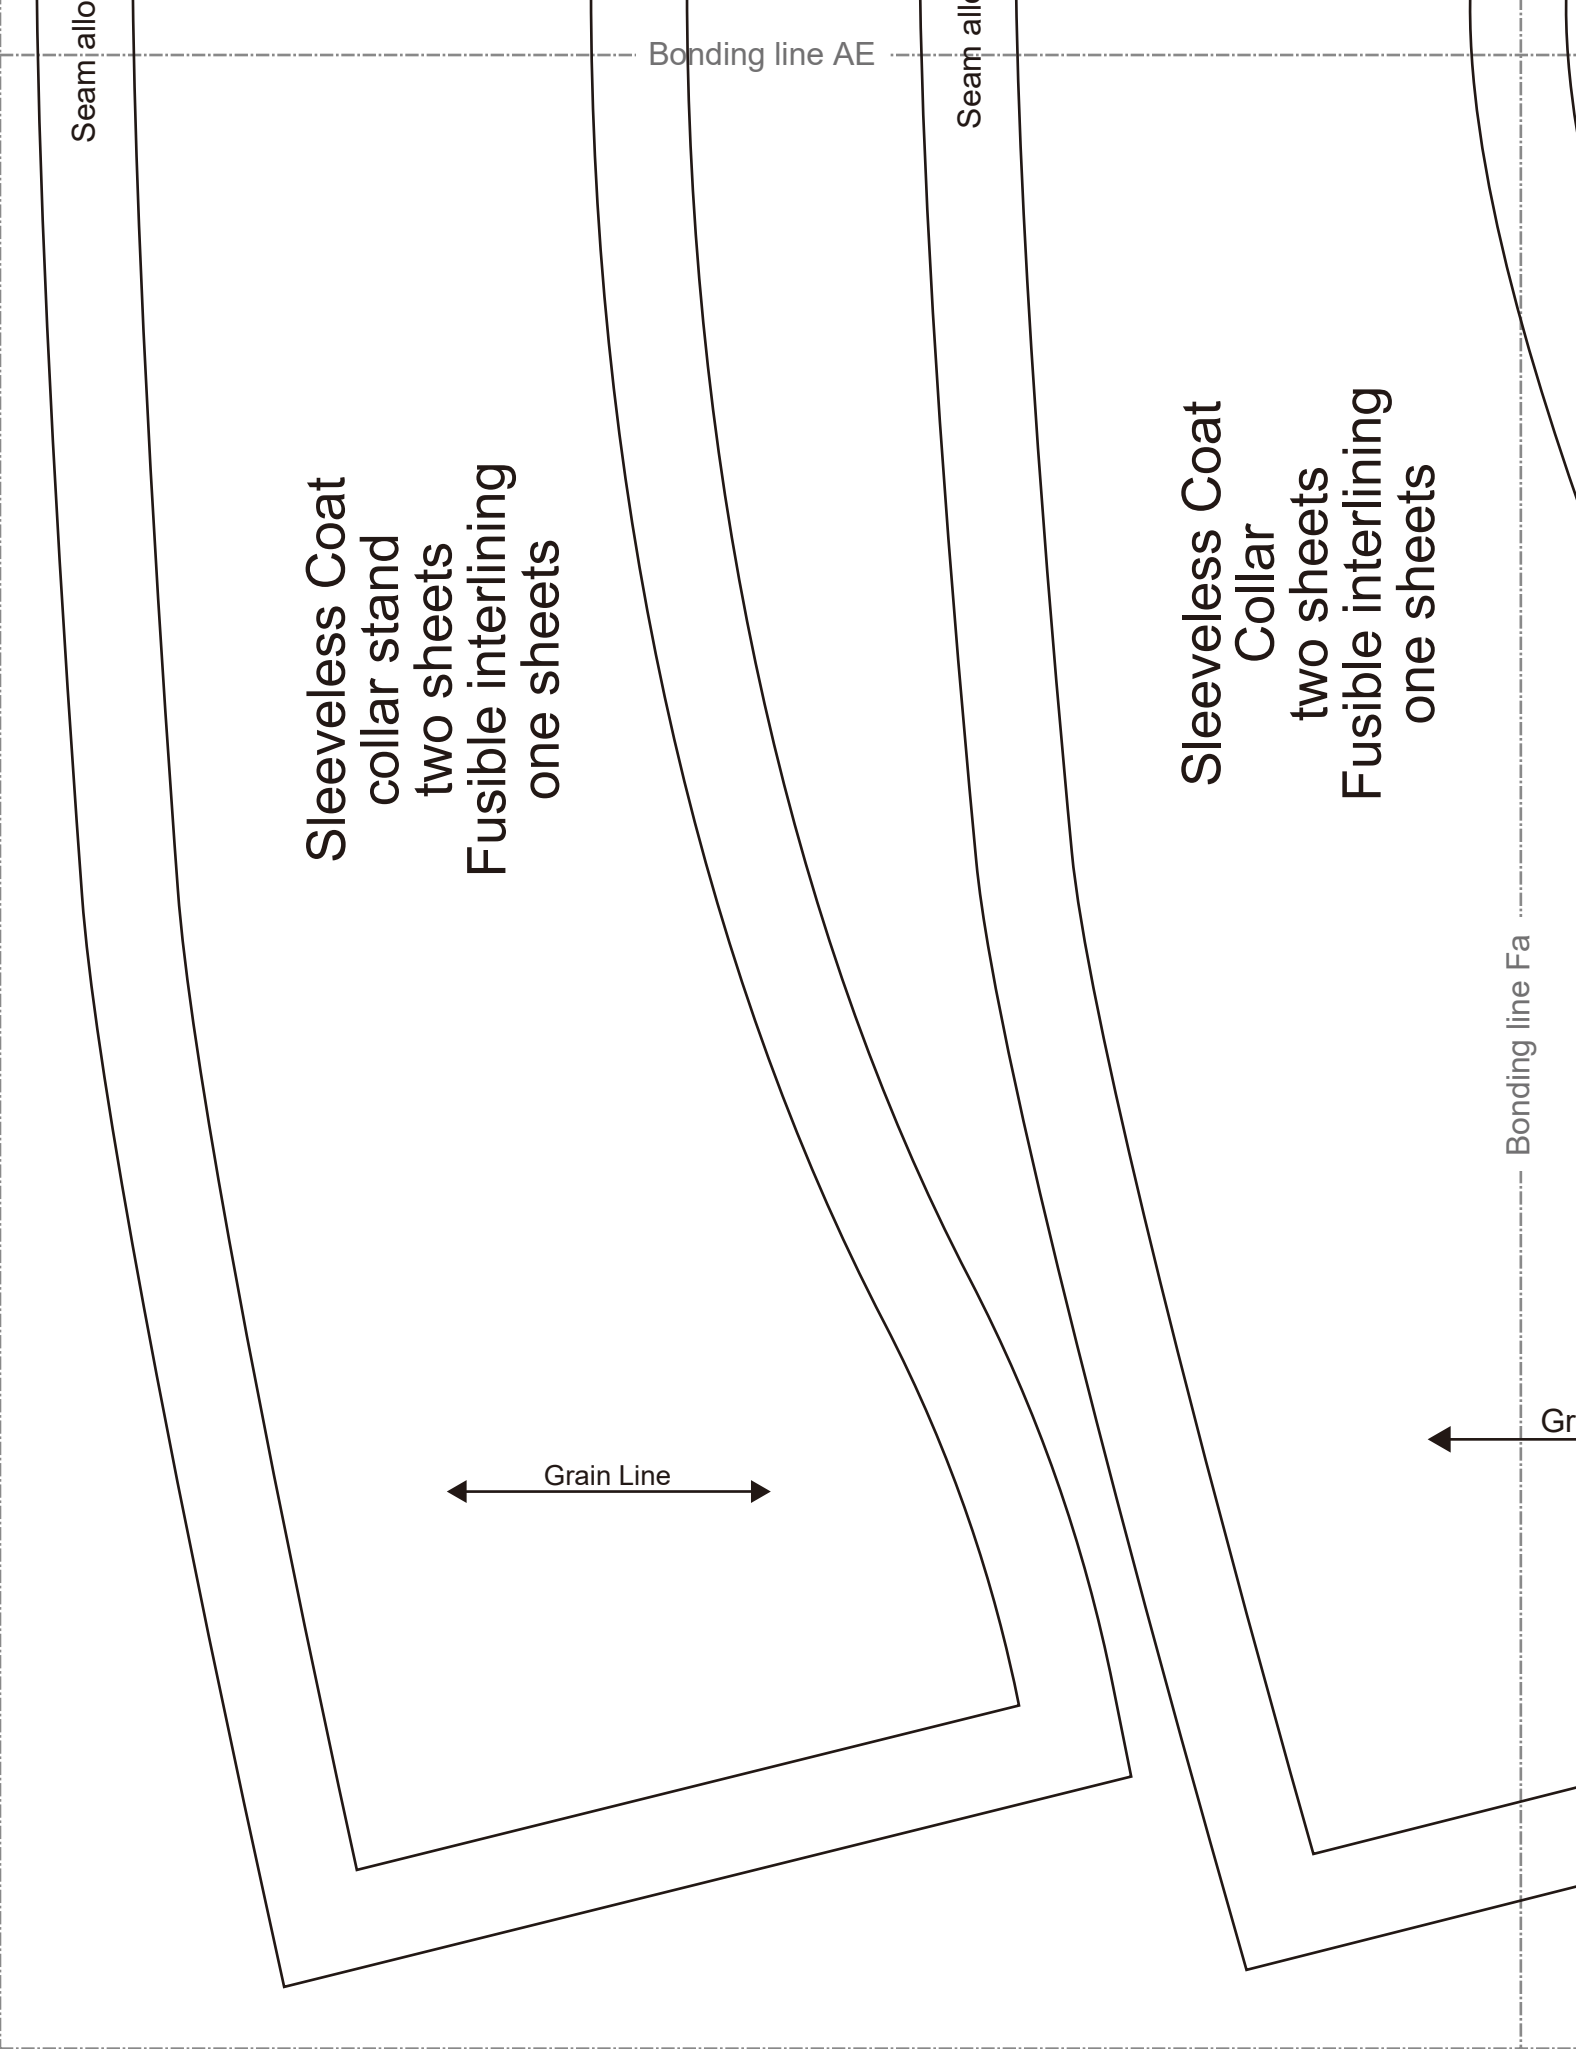 Seam allo
Bonding line AE
Seam allo
Sleeveless Coat
collar stand
two sheets
Fusible interlining
one sheets
Sleeveless Coat
Collar
two sheets
Fusible interlining
one sheets
Bonding line Fa
Grain Line
Gr